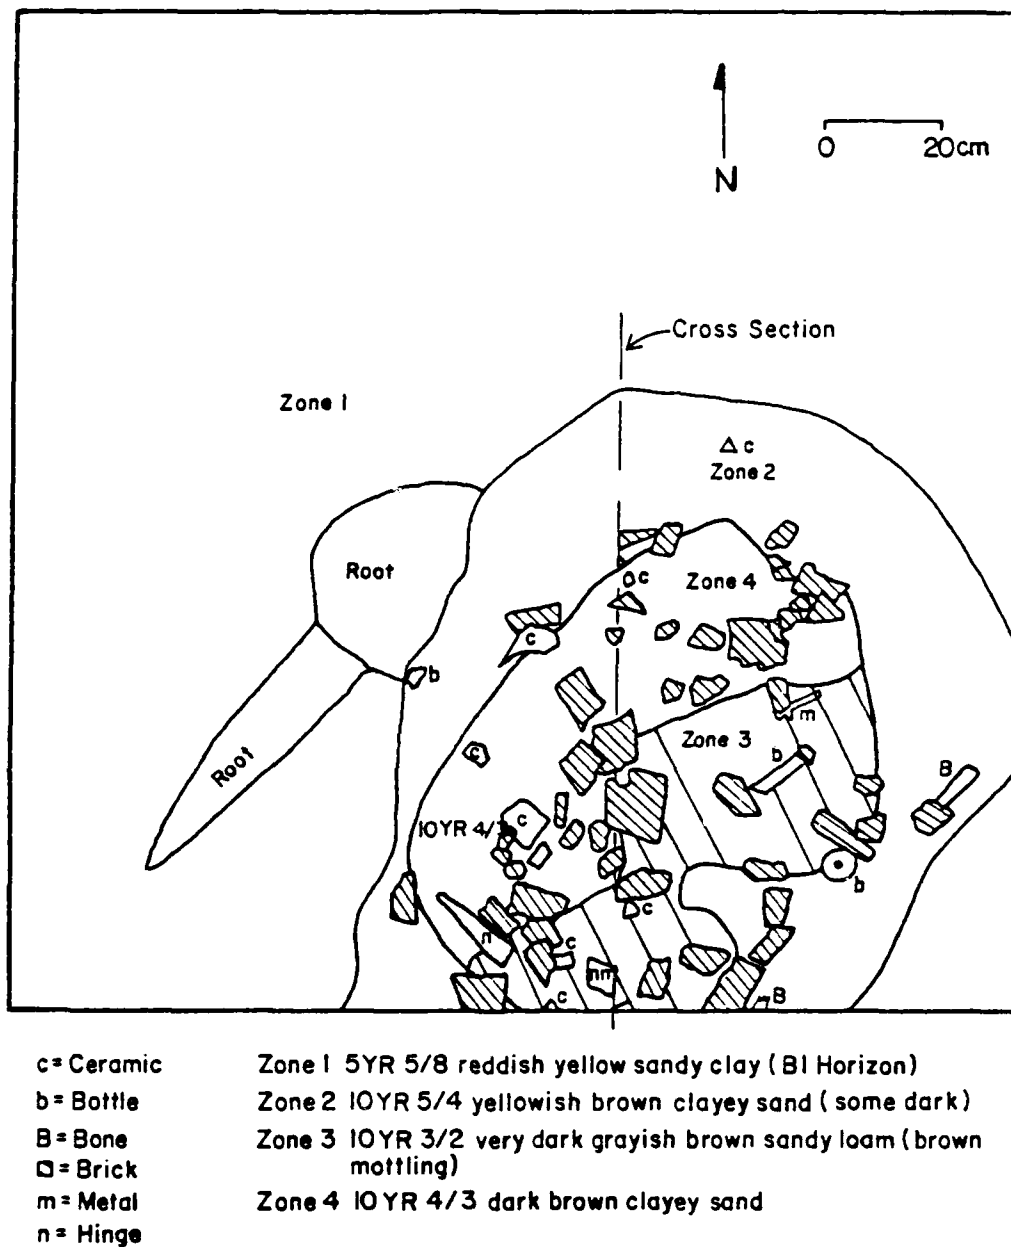 N
0 20cm
Cross Section
Zone 1
c
Zone 2
Root
c
Zone 4
c
b
m
Root
c
Zone 3
b
B
10YR 4/3
c
b
c
n
c
nm
c
B
c = Ceramic
b = Bottle
B = Bone
= Brick
m = Metal
n = Hinge
Zone 1 5YR 5/8 reddish yellow sandy clay (B1 Horizon)
Zone 2 10YR 5/4 yellowish brown clayey sand (some dark)
Zone 3 10YR 3/2 very dark grayish brown sandy loam (brown
mottling)
Zone 4 10YR 4/3 dark brown clayey sand